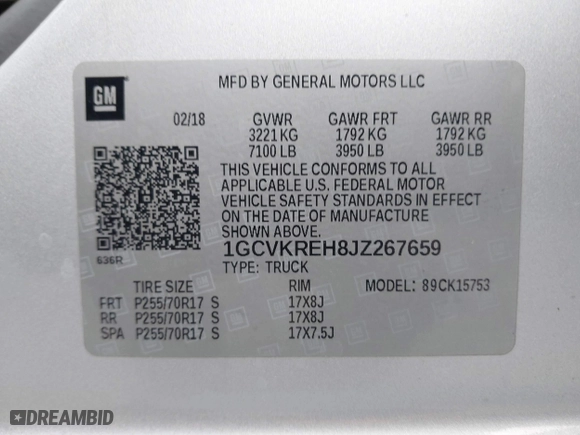 GM
MFD BY GENERAL MOTORS LLC
02/18 GVWR GAWR FRT GAWR RR
3221 KG 1792 KG 1792 KG
7100 LB 3950 LB 3950 LB
THIS VEHICLE CONFORMS TO ALL
APPLICABLE U.S. FEDERAL MOTOR
VEHICLE SAFETY STANDARDS IN EFFECT
ON THE DATE OF MANUFACTURE
SHOWN ABOVE.
636R
1GCVKREH8JZ267659
TYPE: TRUCK
TIRE SIZE RIM MODEL: 89CK15753
FRT P255/70R17 S 17X8J
RR P255/70R17 S 17X8J
SPA P255/70R17 S 17X7.5J
DREAMBID